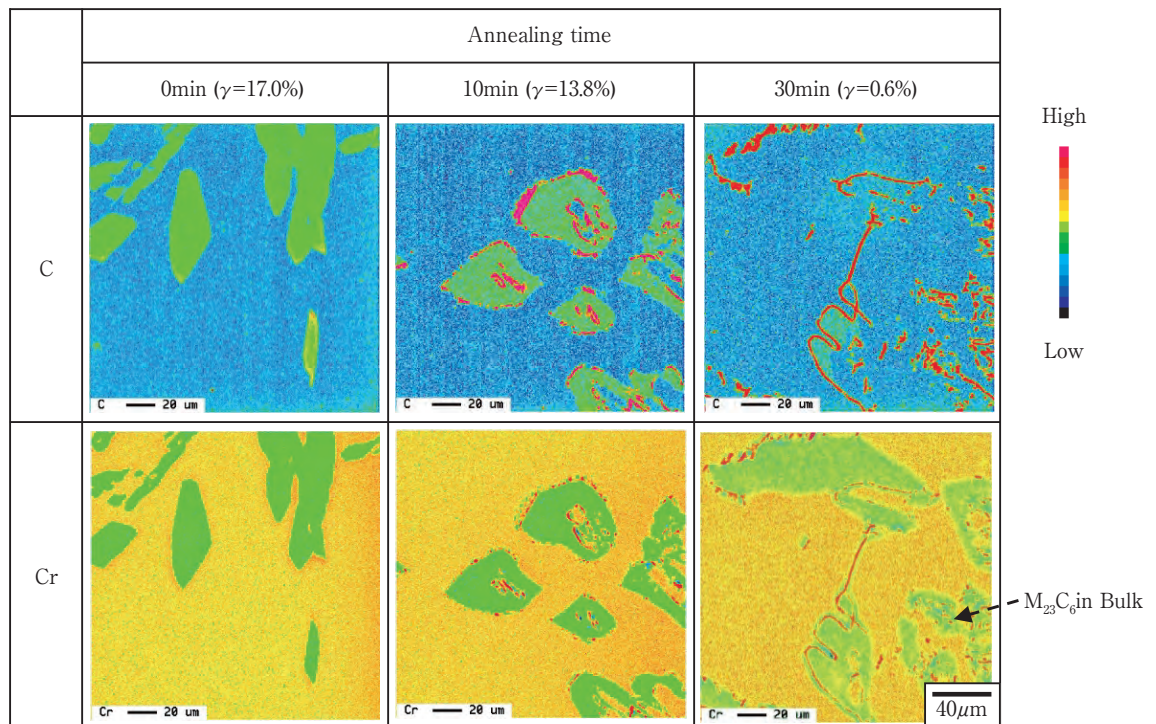 Annealing time
0min (γ=17.0%)
10min (γ=13.8%)
30min (γ=0.6%)
High
Low
C
C 20 um
C 20 um
C 20 um
Cr
Cr 20 um
Cr 20 um
Cr 20 um
M₂₃C₆in Bulk
40μm